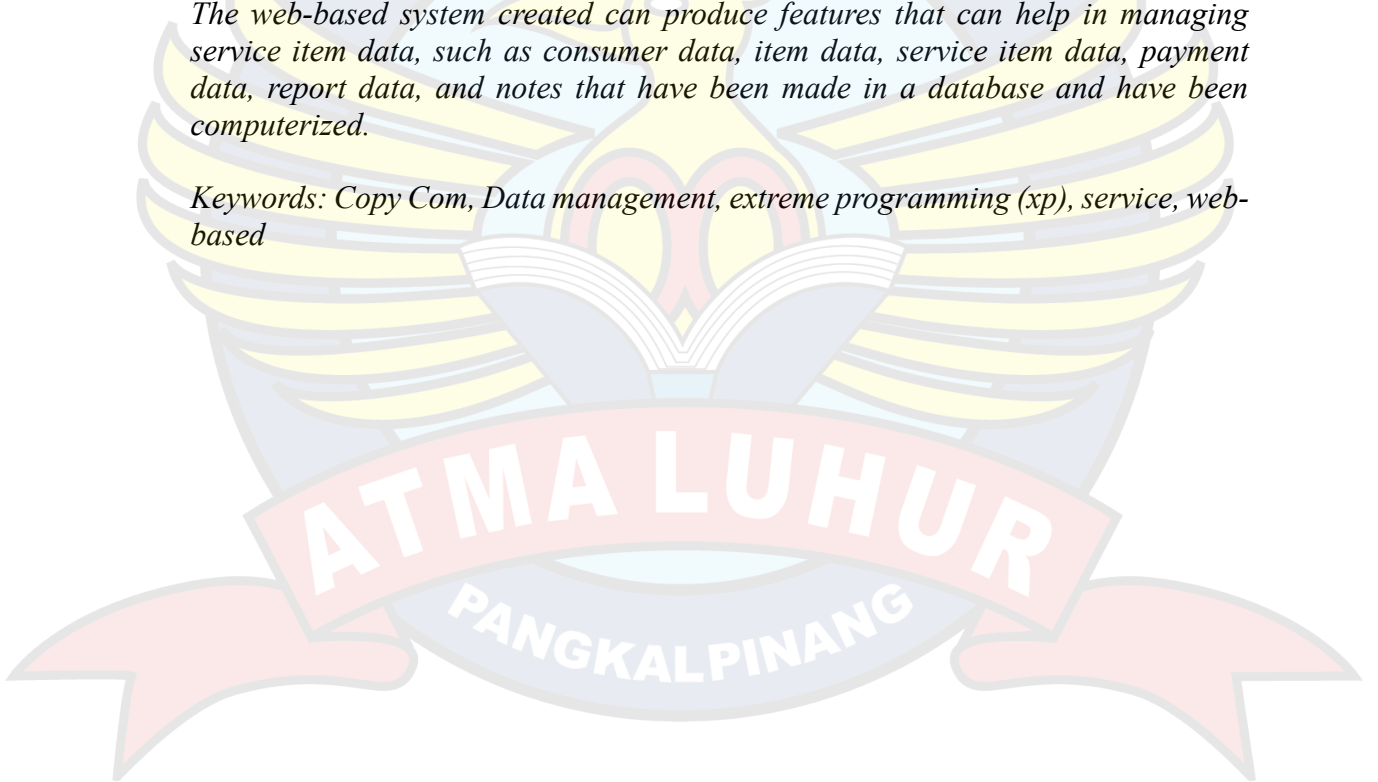 The web-based system created can produce features that can help in managing
service item data, such as consumer data, item data, service item data, payment
data, report data, and notes that have been made in a database and have been
computerized.
Keywords: Copy Com, Data management, extreme programming (xp), service, web-
based
ATMA LUHUR
PANGKALPINANG